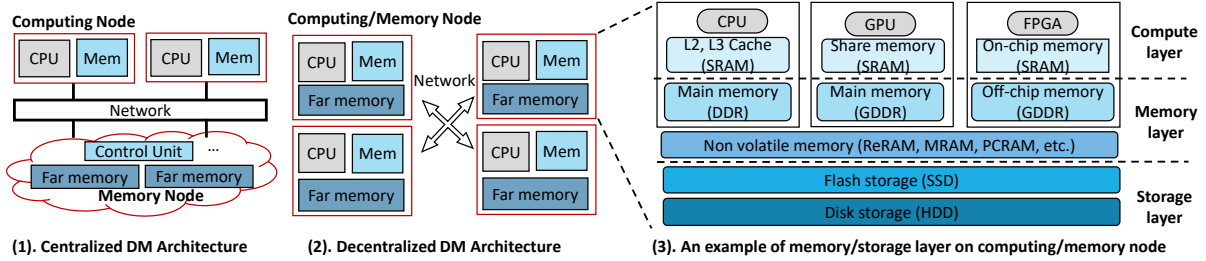 Computing Node
CPU
Mem
CPU
Mem
Network
Control Unit
...
Far memory
Far memory
Memory Node
(1). Centralized DM Architecture
Computing/Memory Node
CPU
Mem
Far memory
CPU
Mem
Far memory
Network
CPU
Mem
Far memory
CPU
Mem
Far memory
(2). Decentralized DM Architecture
CPU
L2, L3 Cache
(SRAM)
Main memory
(DDR)
GPU
Share memory
(SRAM)
Main memory
(GDDR)
FPGA
On-chip memory
(SRAM)
Off-chip memory
(GDDR)
Non volatile memory (ReRAM, MRAM, PCRAM, etc.)
Flash storage (SSD)
Disk storage (HDD)
Compute
layer
Memory
layer
Storage
layer
(3). An example of memory/storage layer on computing/memory node